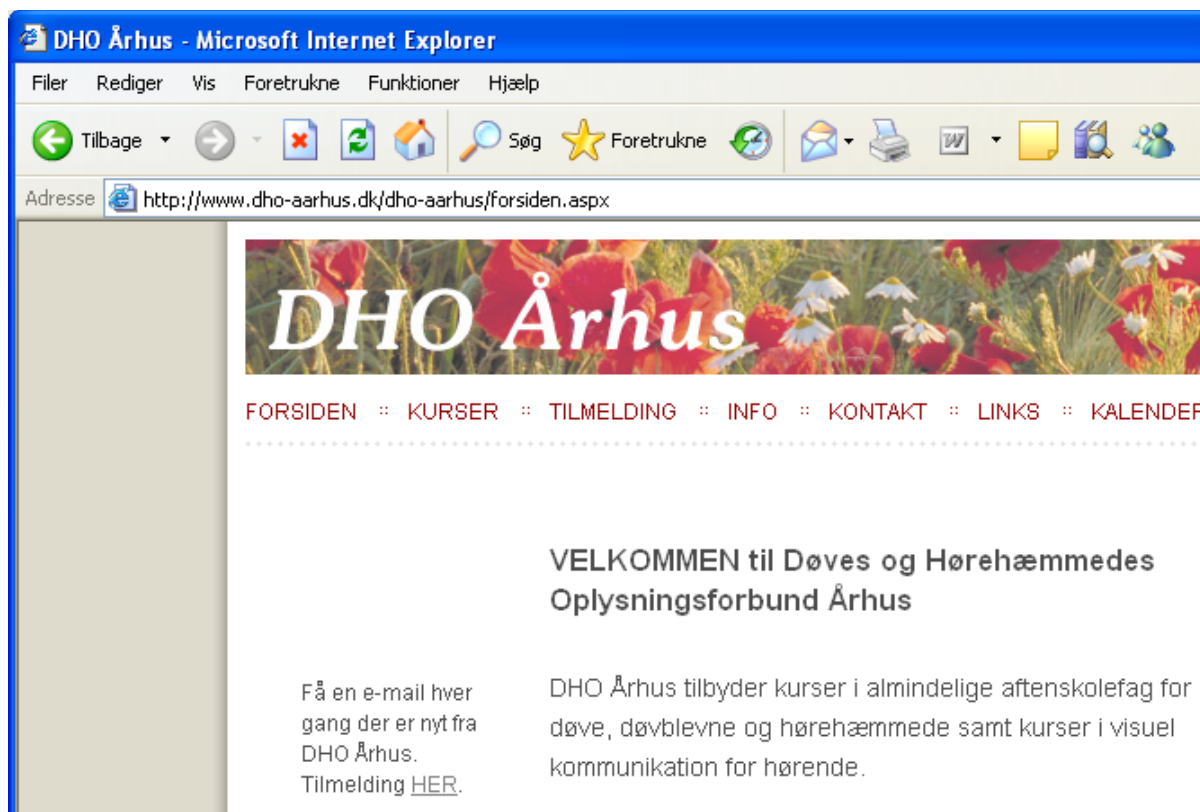 DHO Århus - Microsoft Internet Explorer
Filer Rediger Vis Foretrukne Funktioner Hjælp
Tilbage Søg Foretrukne W
Adresse http://www.dho-aarhus.dk/dho-aarhus/forsiden.aspx
DHO Århus
FORSIDEN :: KURSER :: TILMELDING :: INFO :: KONTAKT :: LINKS :: KALENDER
VELKOMMEN til Døves og Hørehæmmedes
Oplysningsforbund Århus
Få en e-mail hver
gang der er nyt fra
DHO Århus.
Tilmelding HER.
DHO Århus tilbyder kurser i almindelige aftenskolefag for
døve, døvblevne og hørehæmmede samt kurser i visuel
kommunikation for hørende.